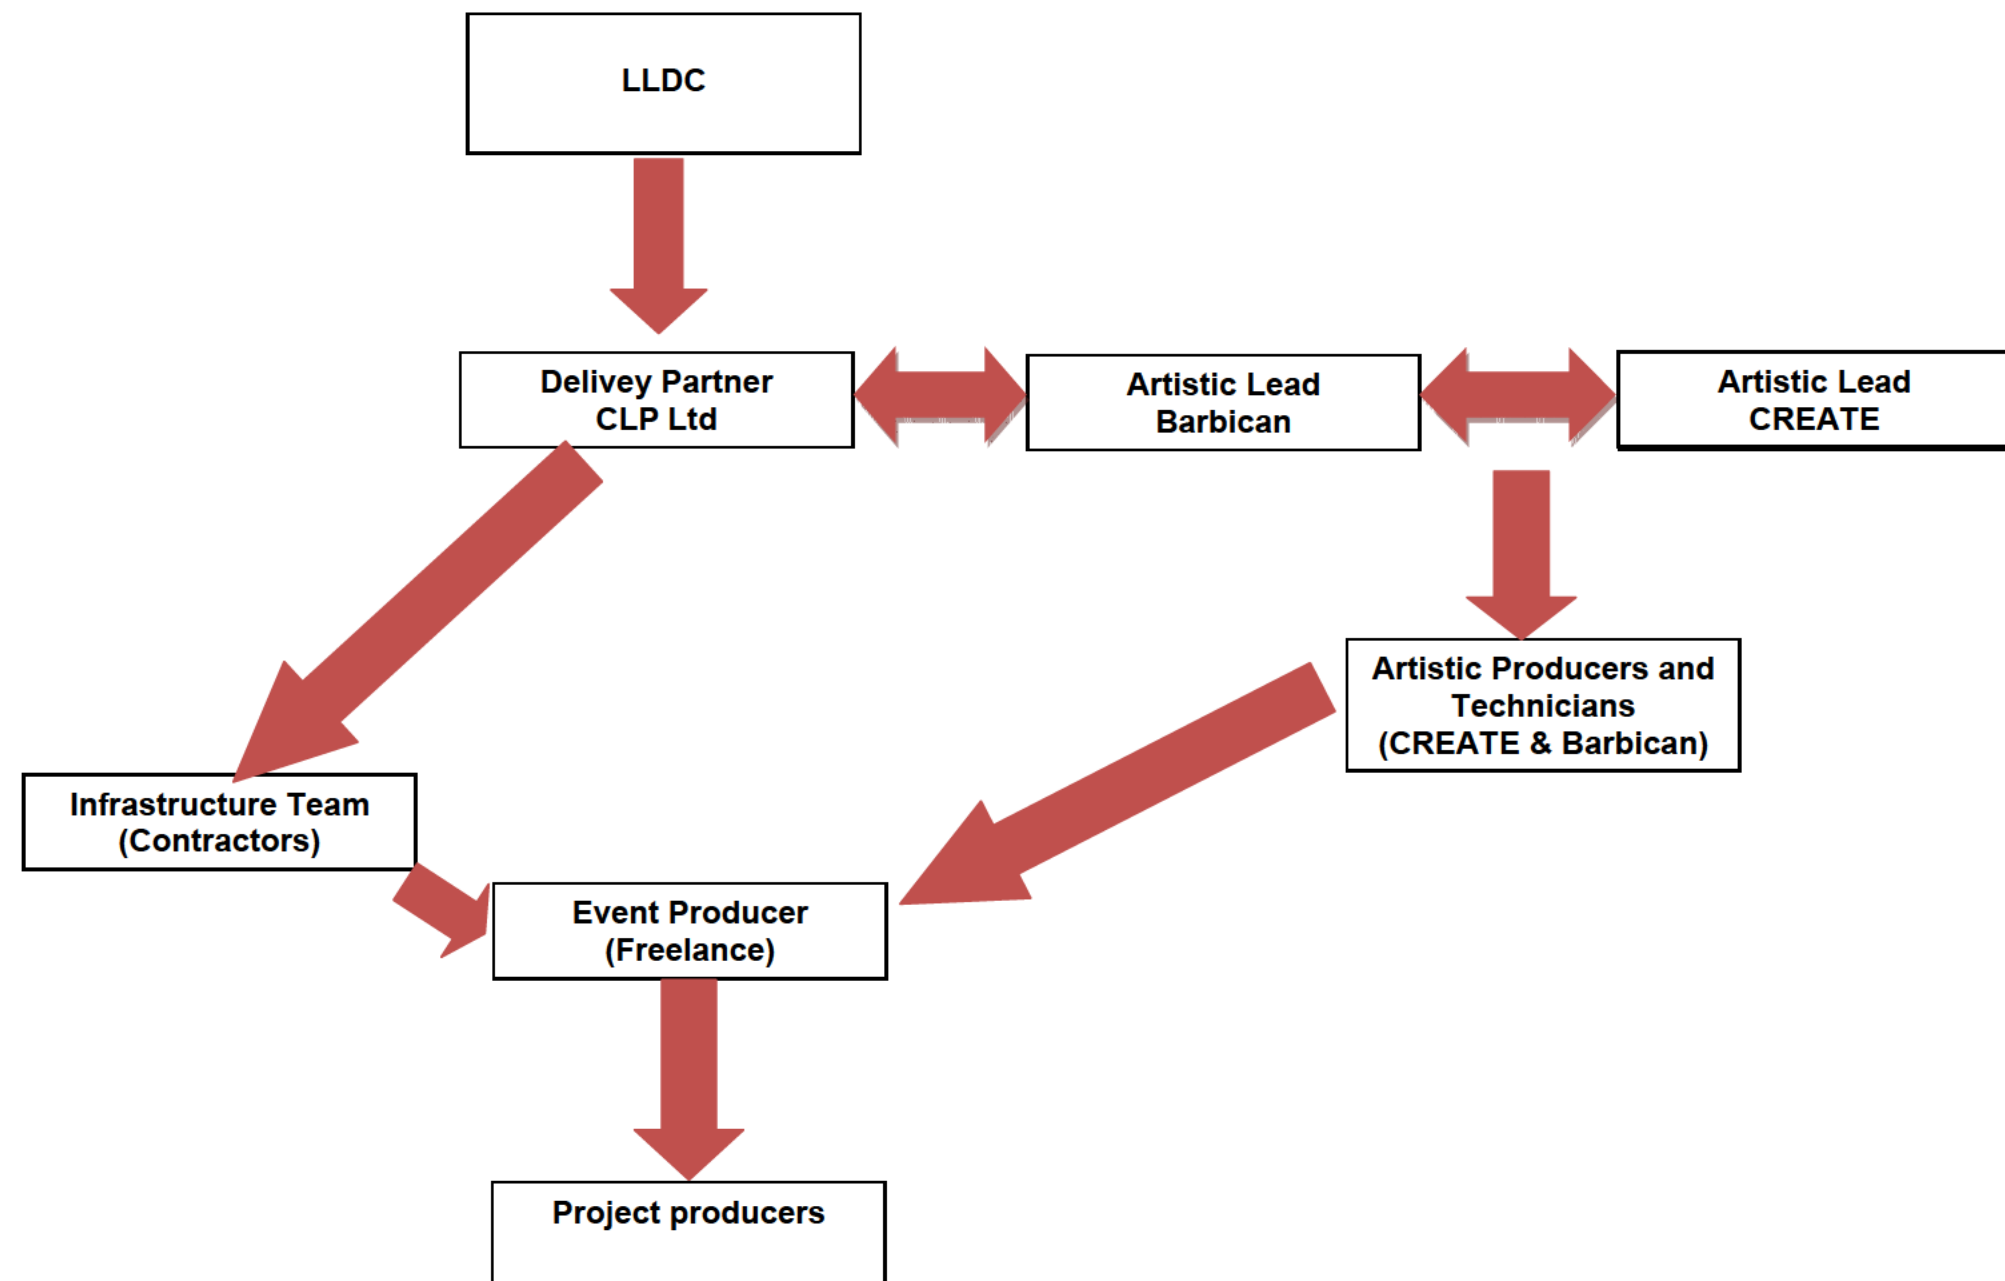 LLDC
Delivey Partner
CLP Ltd
Artistic Lead
Barbican
Artistic Lead
CREATE
Artistic Producers and
Technicians
(CREATE & Barbican)
Infrastructure Team
(Contractors)
Event Producer
(Freelance)
Project producers